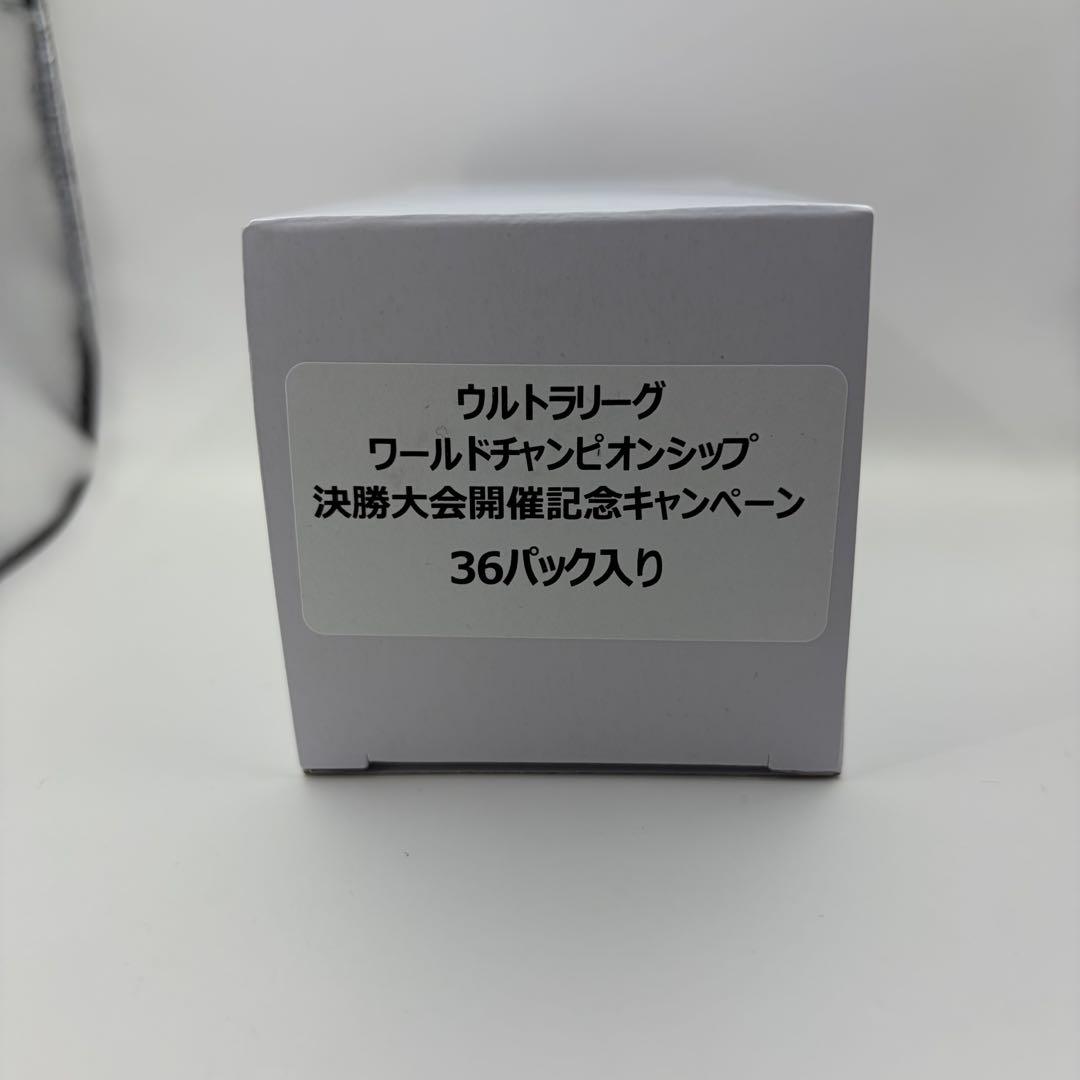 ウルトラリーグ
ワールドチャンピオンシップ
決勝大会開催記念キャンペーン
36パック入り